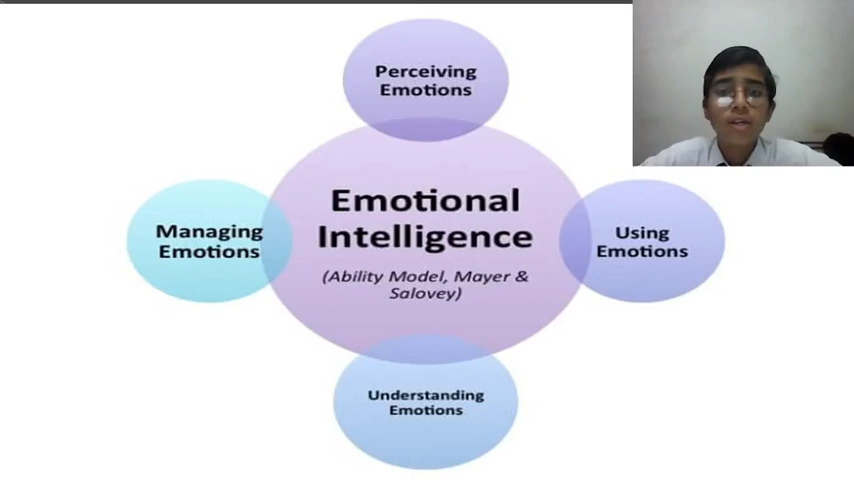 Perceiving
Emotions
Emotional
Intelligence
(Ability Model, Mayer &
Salovey)
Managing
Emotions
Using
Emotions
Understanding
Emotions